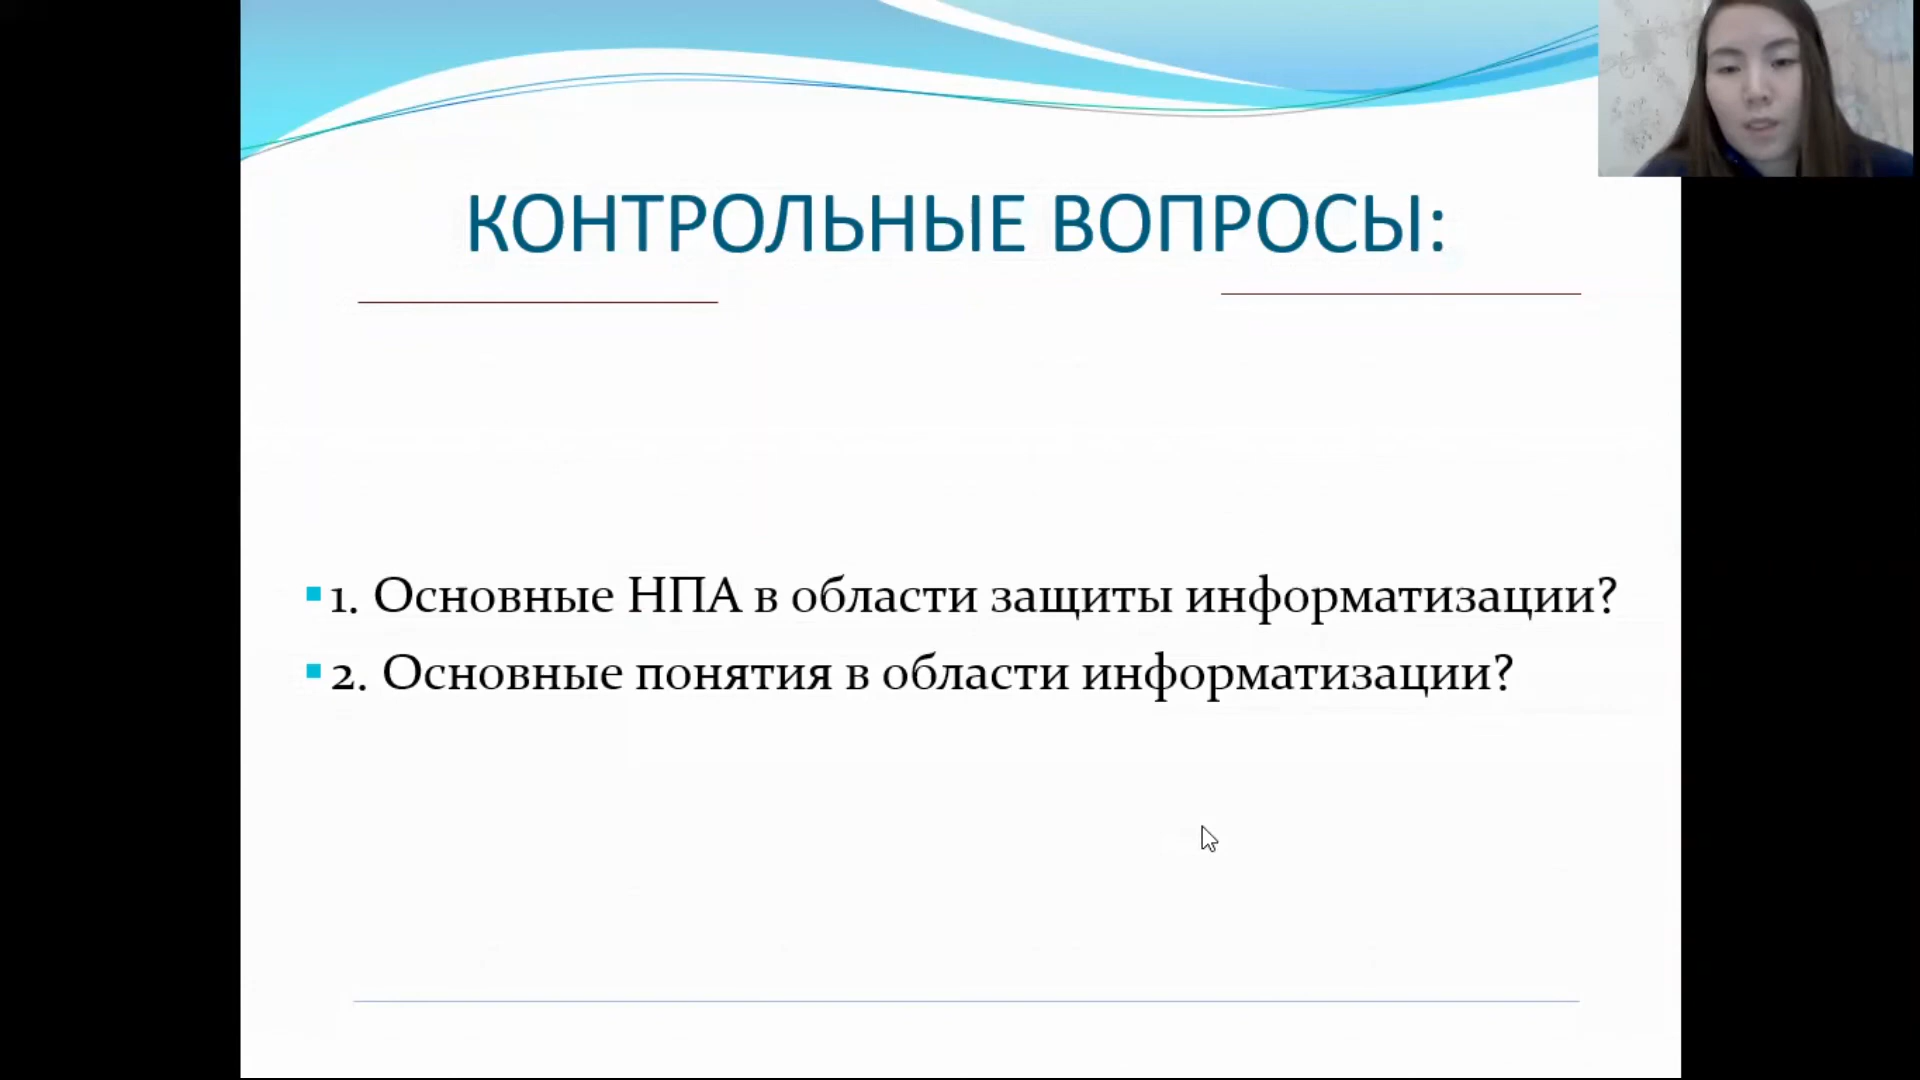 КОНТРОЛЬНЫЕ ВОПРОСЫ:
1. Основные НПА в области защиты информатизации?
2. Основные понятия в области информатизации?